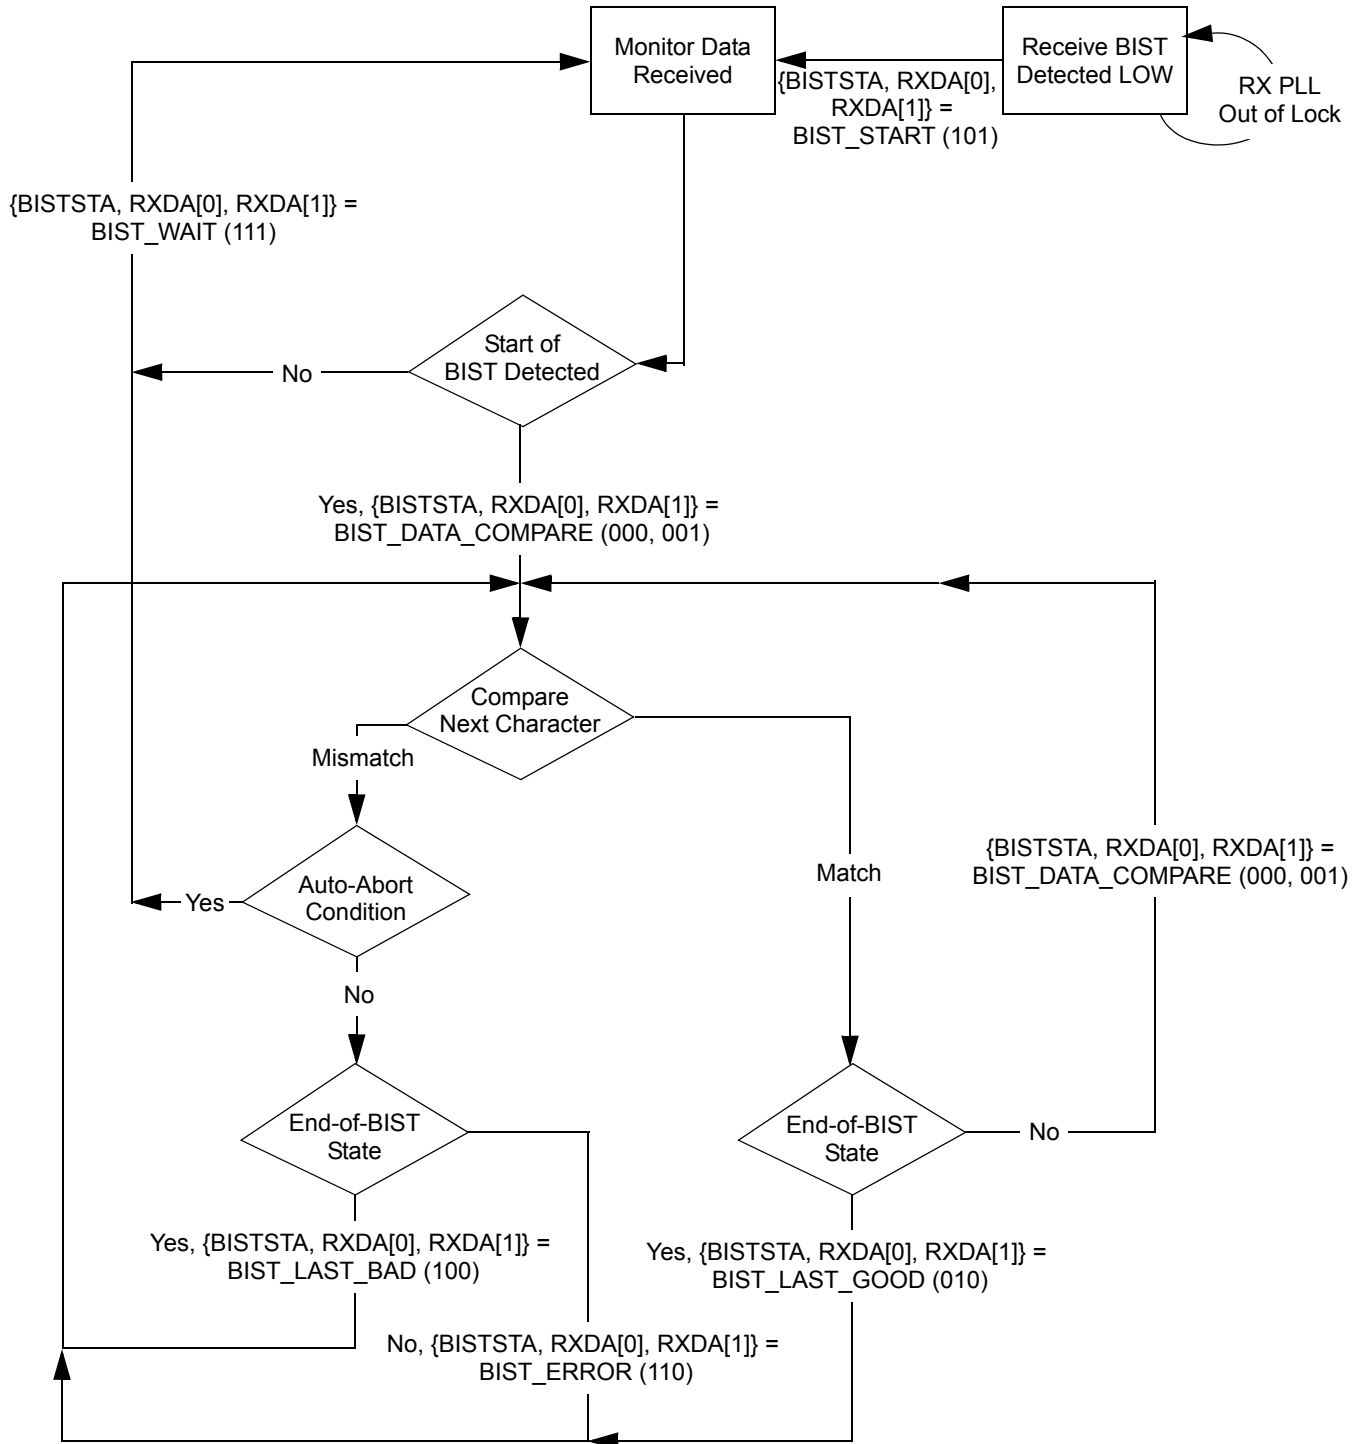 Monitor Data
Received
Receive BIST
Detected LOW
RX PLL
Out of Lock
{BISTSTA, RXDA[0],
RXDA[1]} =
BIST_START (101)
{BISTSTA, RXDA[0], RXDA[1]} =
BIST_WAIT (111)
Start of
BIST Detected
No
Yes, {BISTSTA, RXDA[0], RXDA[1]} =
BIST_DATA_COMPARE (000, 001)
Compare
Next Character
Mismatch
Match
{BISTSTA, RXDA[0], RXDA[1]} =
BIST_DATA_COMPARE (000, 001)
Auto-Abort
Condition
Yes
No
End-of-BIST
State
End-of-BIST
State
No
Yes, {BISTSTA, RXDA[0], RXDA[1]} =
BIST_LAST_BAD (100)
Yes, {BISTSTA, RXDA[0], RXDA[1]} =
BIST_LAST_GOOD (010)
No, {BISTSTA, RXDA[0], RXDA[1]} =
BIST_ERROR (110)